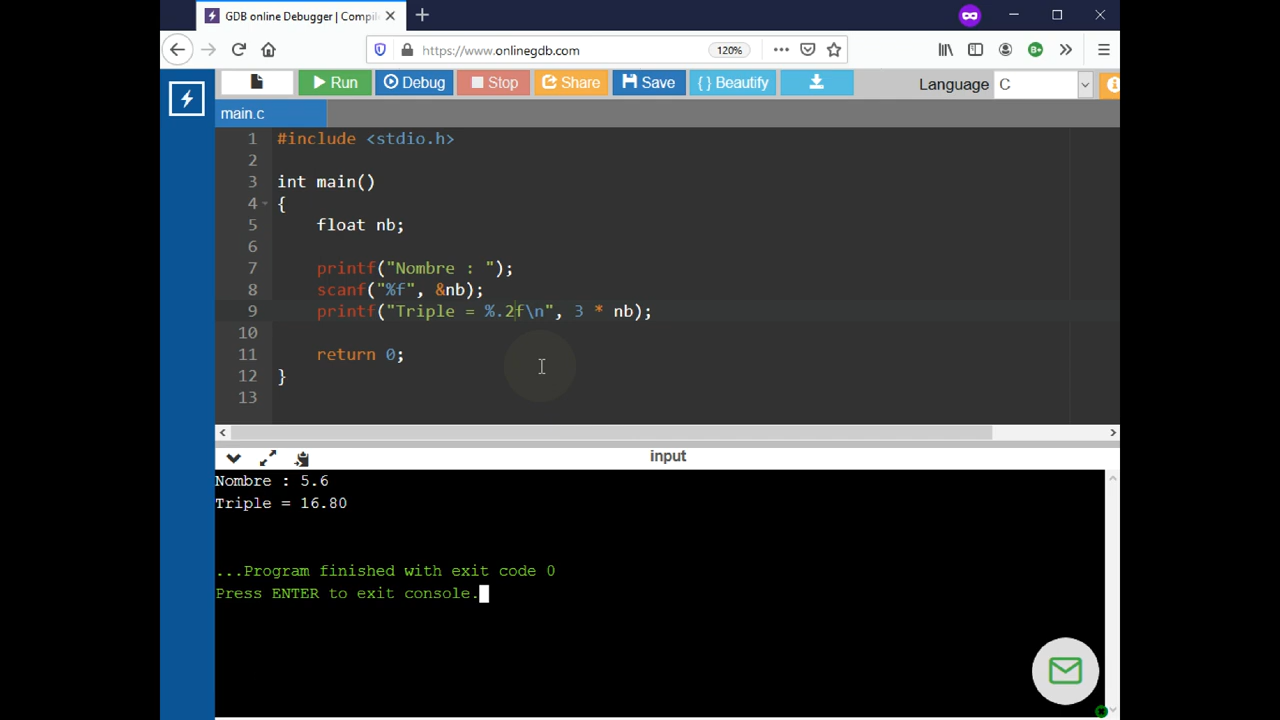 GDB online Debugger | Compile
https://www.onlinegdb.com
120%
Run
Debug
Stop
Share
Save
{ } Beautify
Language
C
main.c
1 #include <stdio.h>
2
3 int main()
4 {
5 float nb;
6
7 printf("Nombre : ");
8 scanf("%f", &nb);
9 printf("Triple = %.2f\n", 3 * nb);
10
11 return 0;
12 }
13
input
Nombre : 5.6
Triple = 16.80
...Program finished with exit code 0
Press ENTER to exit console.